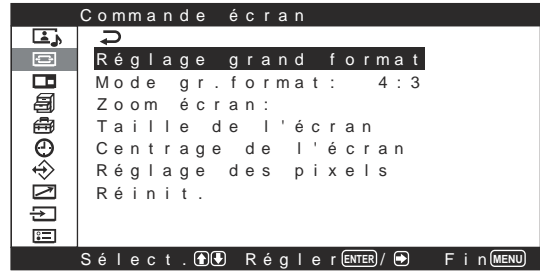 Commande écran
Réglage grand format
Mode gr.format: 4:3
Zoom écran:
Taille de l'écran
Centrage de l'écran
Réglage des pixels
Réinit.
Sélect. Régler ENTER / Fin MENU